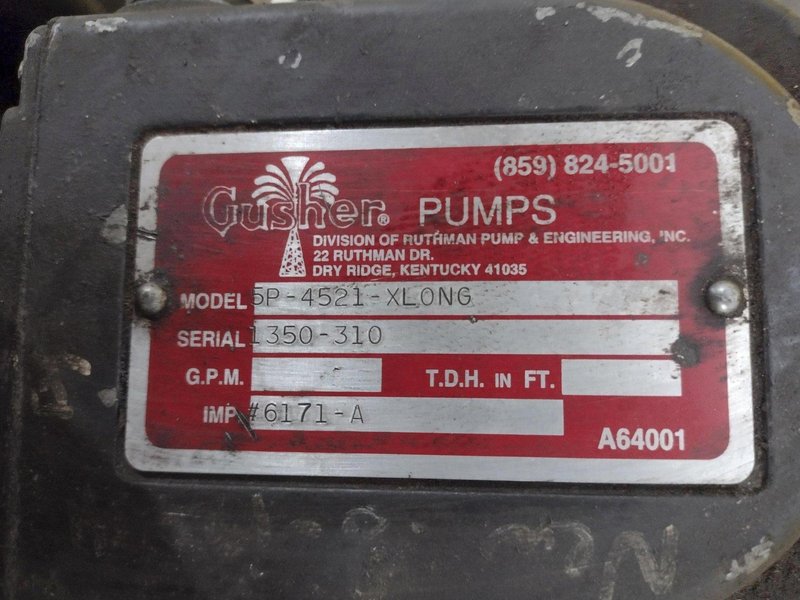 (859) 824-5001
Gusher® PUMPS
DIVISION OF RUTHMAN PUMP & ENGINEERING, INC.
22 RUTHMAN DR.
DRY RIDGE, KENTUCKY 41035
MODEL 5P-4521-XLONG
SERIAL 1350-310
G.P.M. T.D.H. IN FT.
IMP. #6171-A
A64001